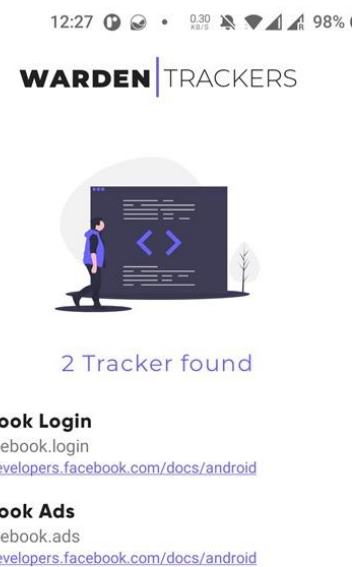 12:27 0.30 KB/S 98%
WARDEN TRACKERS
2 Tracker found
ook Login
ebook.login
evelopers.facebook.com/docs/android
ook Ads
ebook.ads
evelopers.facebook.com/docs/android